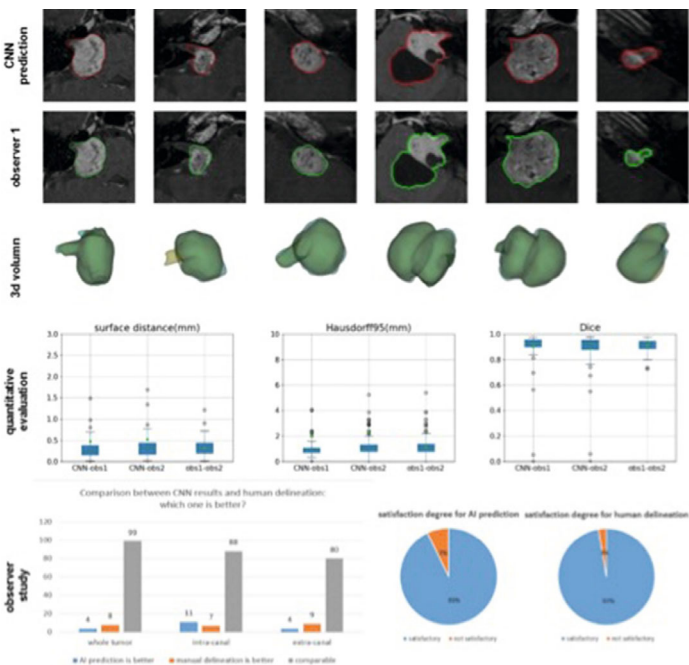 CNN prediction
observer 1
3d volumn
quantitative evaluation
surface distance(mm)
3.0
2.5
2.0
1.5
1.0
0.5
0.0
CNN-obs1 CNN-obs2 obs1-obs2
Hausdorff95(mm)
10
8
6
4
2
0
CNN-obs1 CNN-obs2 obs1-obs2
Dice
1.0
0.8
0.6
0.4
0.2
0.0
CNN-obs1 CNN-obs2 obs1-obs2
observer study
Comparison between CNN results and human delineation:
which one is better?
120
100
80
60
40
20
0
4 8 99
11 7 88
4 9 80
whole tumor intra-canal extra-canal
AI prediction is better manual delineation is better comparable
satisfaction degree for AI prediction
satisfactory not satisfactory
satisfaction degree for human delineation
satisfactory not satisfactory